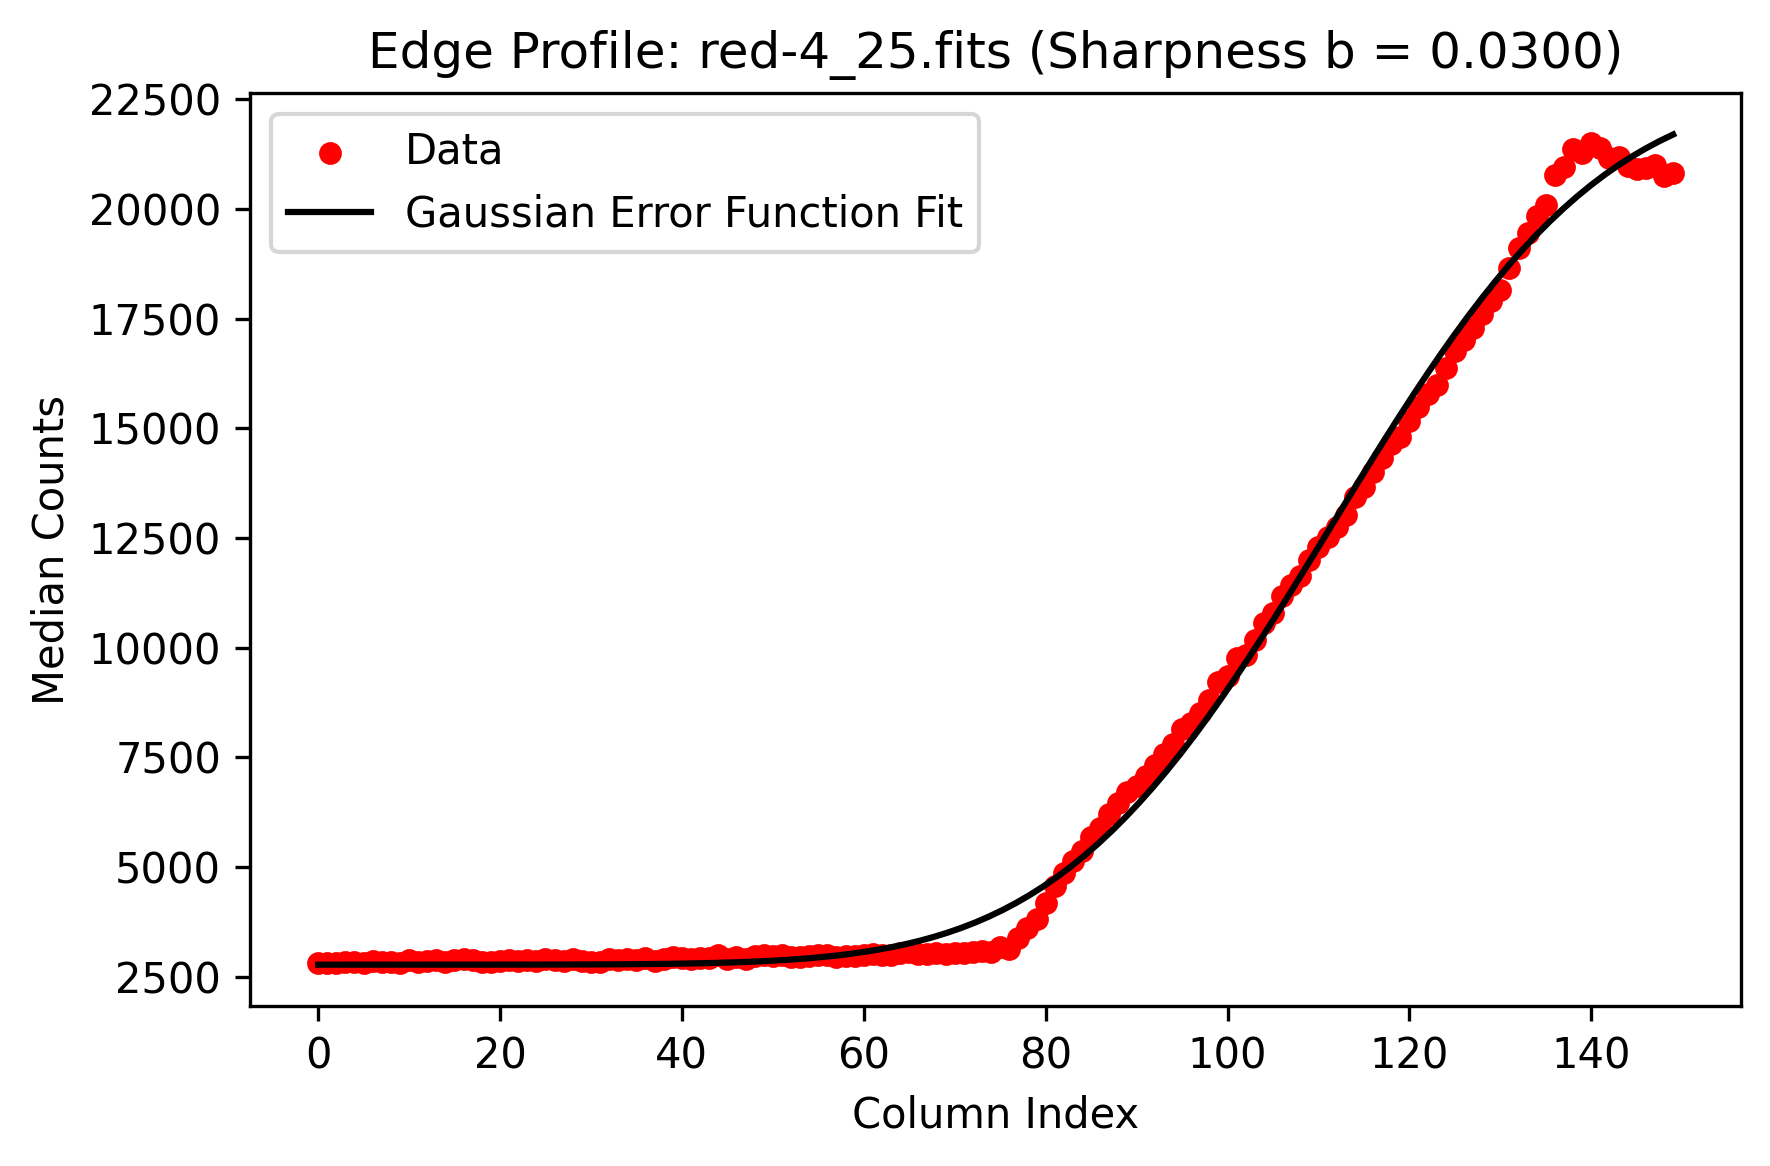 Edge Profile: red-4_25.fits (Sharpness b = 0.0300)
Data
Gaussian Error Function Fit
22500
20000
17500
15000
12500
10000
7500
5000
2500
Median Counts
0 20 40 60 80 100 120 140
Column Index